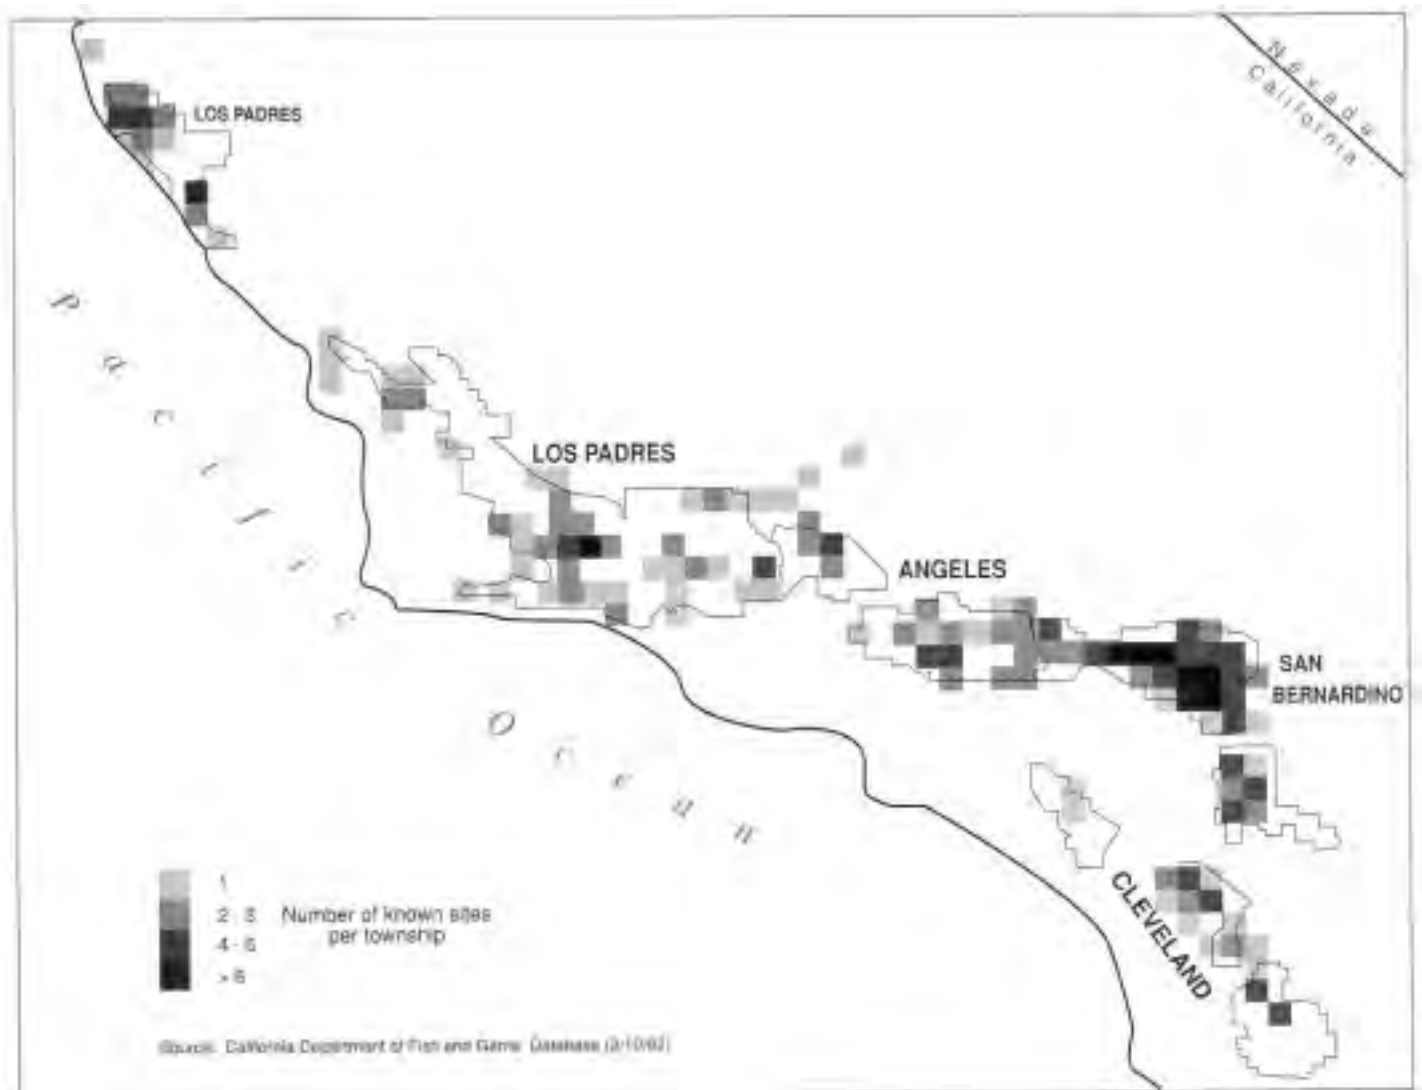 Nevada
California
LOS PADRES
Pacific
LOS PADRES
ANGELES
SAN
BERNARDINO
Ocean
CLEVELAND
1
2 - 3
Number of known sites
per township
4 - 6
> 6
Source: California Department of Fish and Game Database